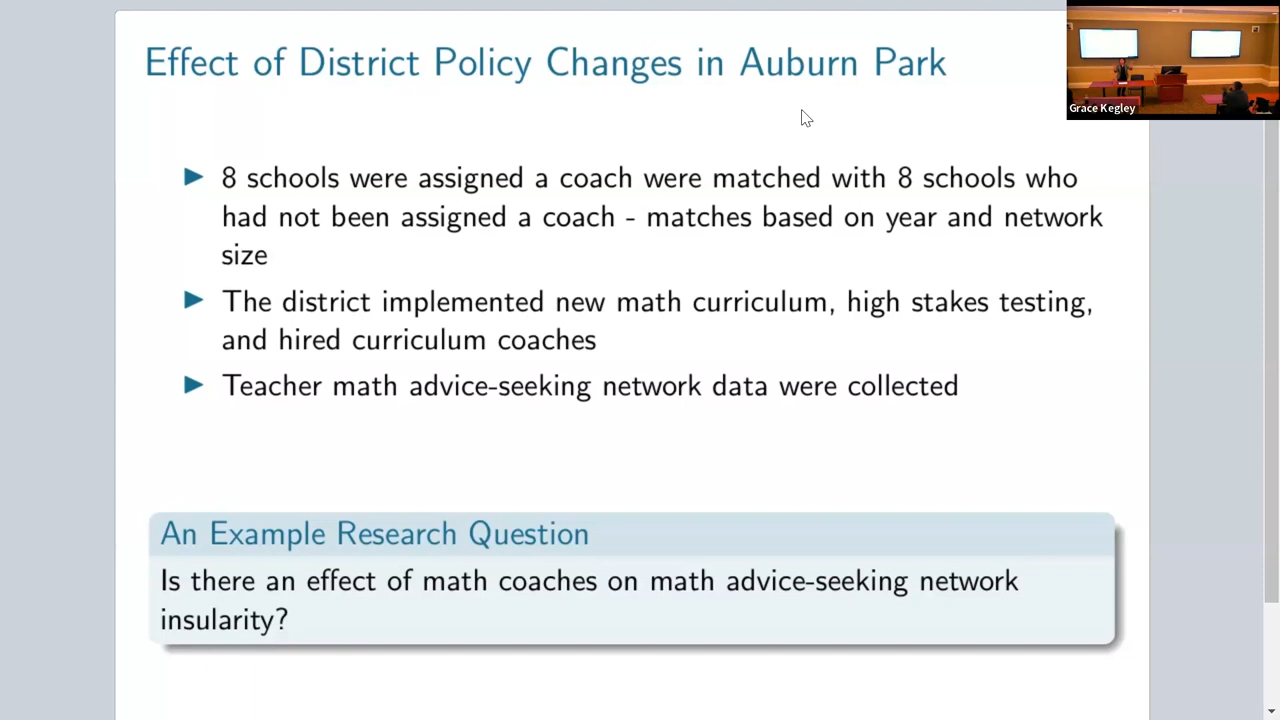 Effect of District Policy Changes in Auburn Park
Grace Kegley
8 schools were assigned a coach were matched with 8 schools who
had not been assigned a coach - matches based on year and network
size
The district implemented new math curriculum, high stakes testing,
and hired curriculum coaches
Teacher math advice-seeking network data were collected
An Example Research Question
Is there an effect of math coaches on math advice-seeking network
insularity?